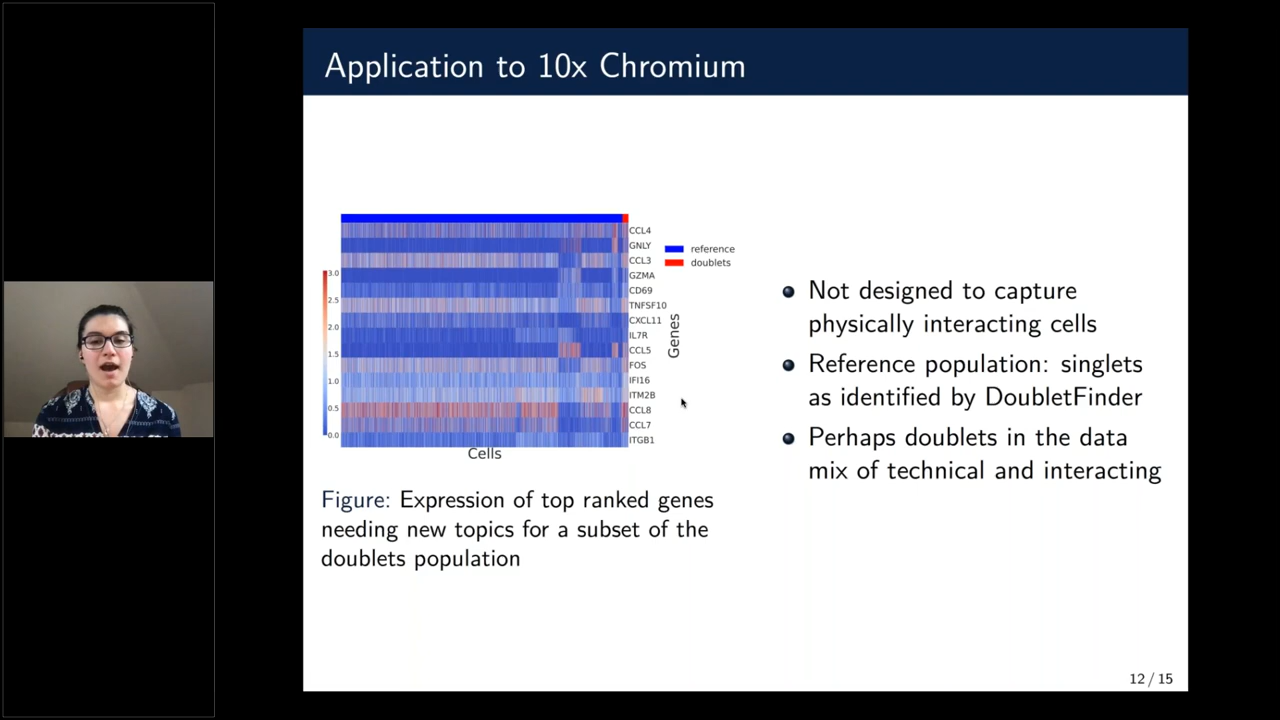 Application to 10x Chromium
CCL4
GNLY
CCL3
GZMA
CD69
TNFSF10
CXCL11
IL7R
CCL5
FOS
IFI16
ITM2B
CCL8
CCL7
ITGB1
3.0
2.5
2.0
1.5
1.0
0.5
0.0
Cells
Genes
reference
doublets
Figure: Expression of top ranked genes
needing new topics for a subset of the
doublets population
Not designed to capture
physically interacting cells
Reference population: singlets
as identified by DoubletFinder
Perhaps doublets in the data
mix of technical and interacting
12 / 15